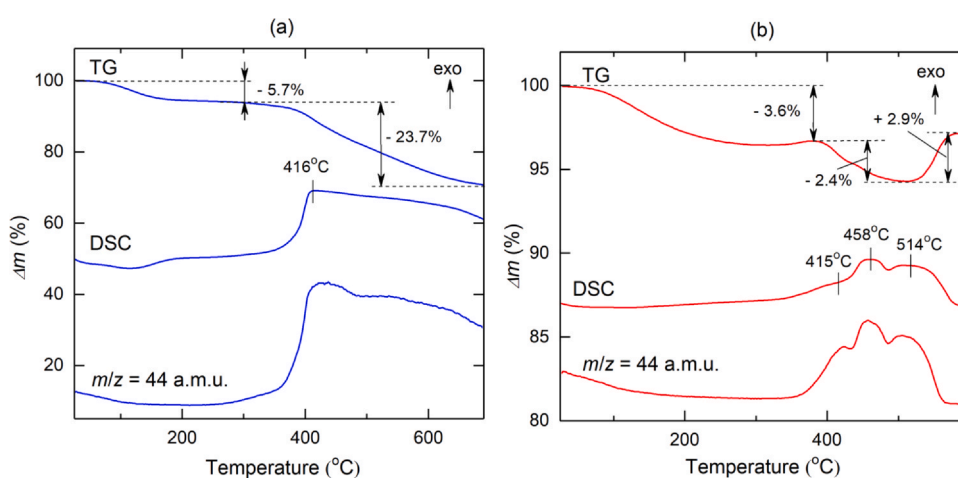 (a)
TG
exo
- 5.7%
- 23.7%
416°C
DSC
m/z = 44 a.m.u.
Δm (%)
100
80
60
40
20
200
400
600
Temperature (°C)
(b)
TG
exo
- 3.6%
+ 2.9%
- 2.4%
458°C
415°C
514°C
DSC
m/z = 44 a.m.u.
Δm (%)
100
95
90
85
80
200
400
Temperature (°C)